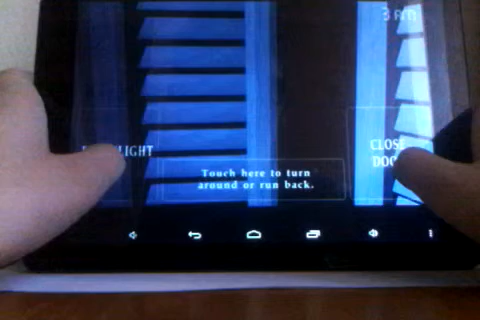 3 AM
LIGHT
CLOSE
Touch here to turn
around or run back.